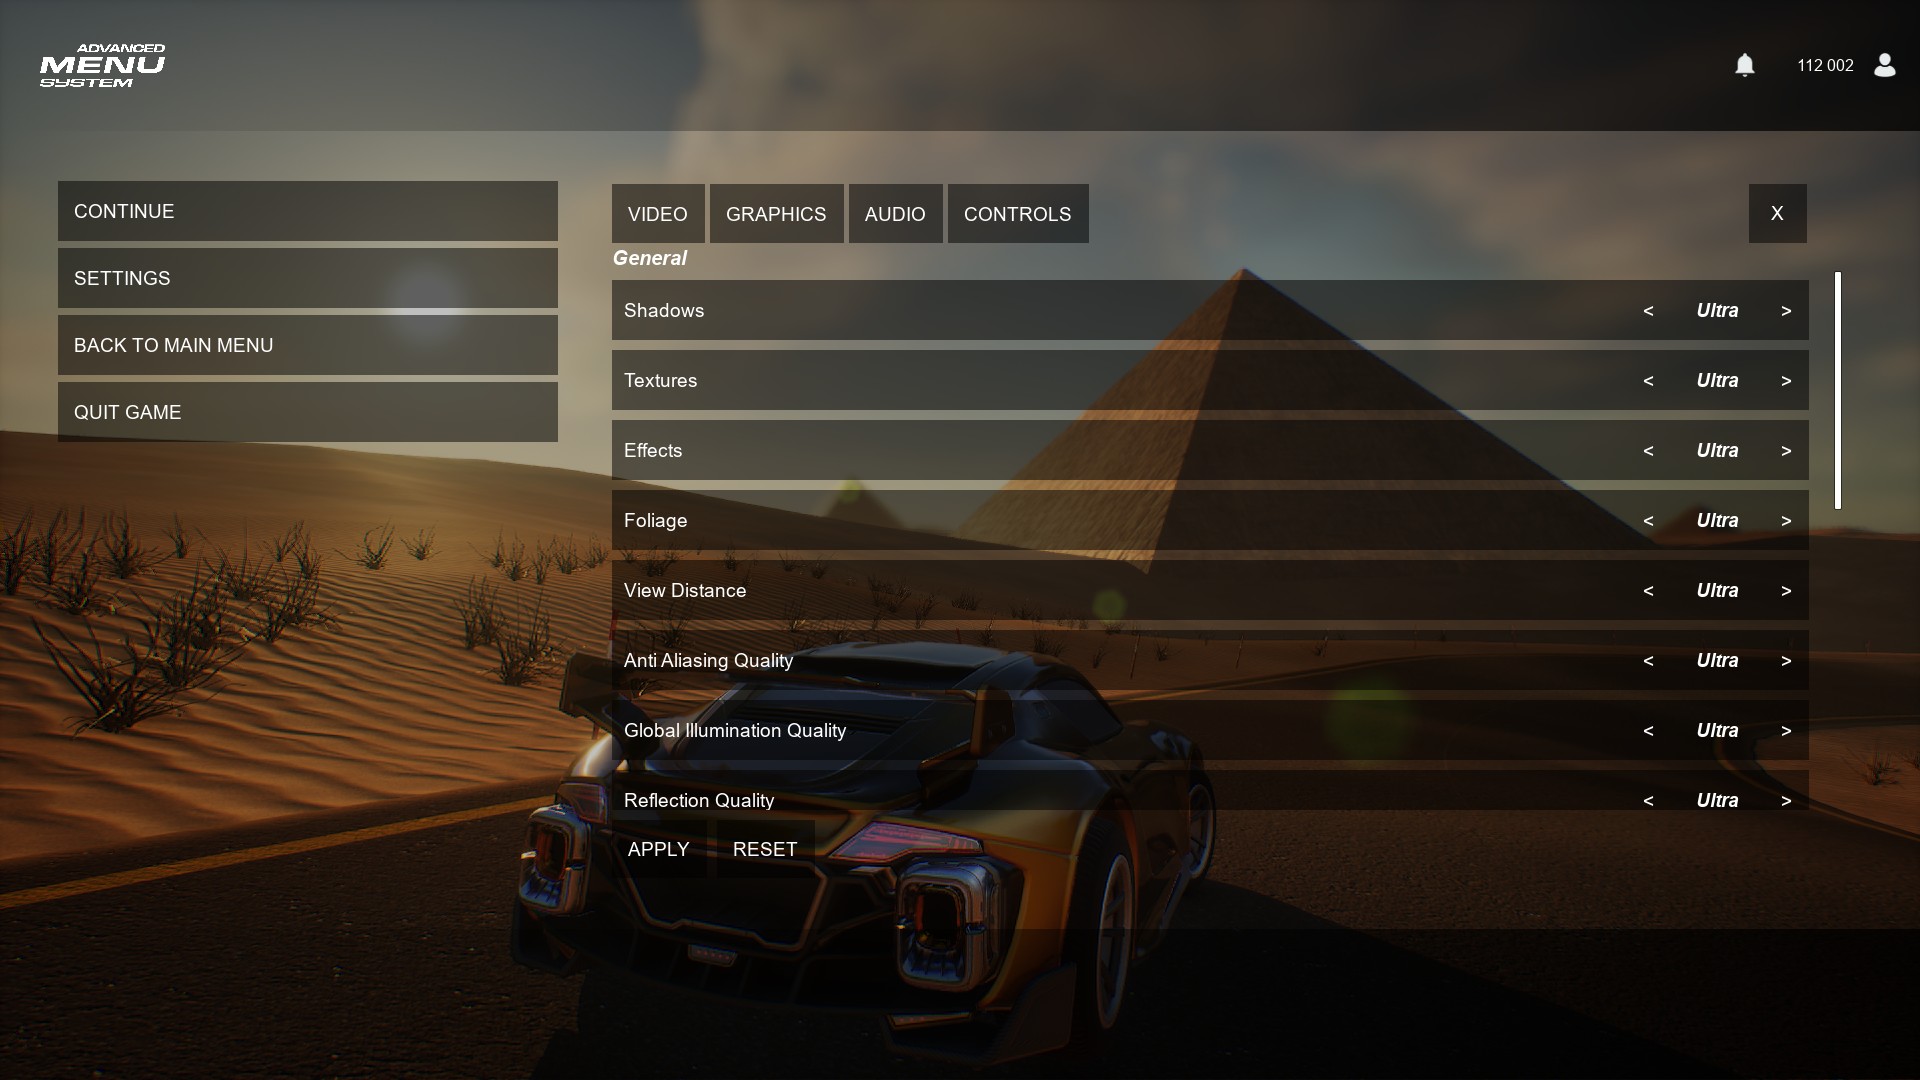 ADVANCED
MENU
SYSTEM
112 002
CONTINUE
SETTINGS
BACK TO MAIN MENU
QUIT GAME
VIDEO GRAPHICS AUDIO CONTROLS X
General
Shadows < Ultra >
Textures < Ultra >
Effects < Ultra >
Foliage < Ultra >
View Distance < Ultra >
Anti Aliasing Quality < Ultra >
Global Illumination Quality < Ultra >
Reflection Quality < Ultra >
APPLY RESET